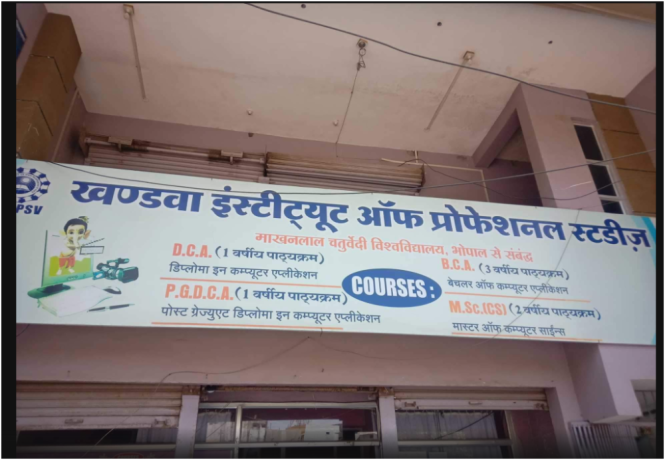 PSV
खण्डवा इंस्टीट्यूट ऑफ प्रोफेशनल स्टडीज़
माखनलाल चतुर्वेदी विश्वविद्यालय, भोपाल से संबंद्ध
D.C.A. (1 वर्षीय पाठ्यक्रम)
डिप्लोमा इन कम्प्यूटर एप्लीकेशन
P.G.D.C.A. (1 वर्षीय पाठ्यक्रम)
पोस्ट ग्रेज्युएट डिप्लोमा इन कम्प्यूटर एप्लीकेशन
COURSES:
B.C.A. (3 वर्षीय पाठ्यक्रम)
बेचलर ऑफ कम्प्यूटर एप्लीकेशन
M.Sc.(CS) (2 वर्षीय पाठ्यक्रम)
मास्टर ऑफ कम्प्यूटर साईन्स